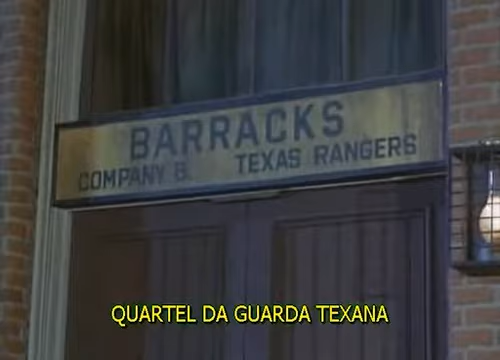 BARRACKS
COMPANY B. TEXAS RANGERS
QUARTEL DA GUARDA TEXANA